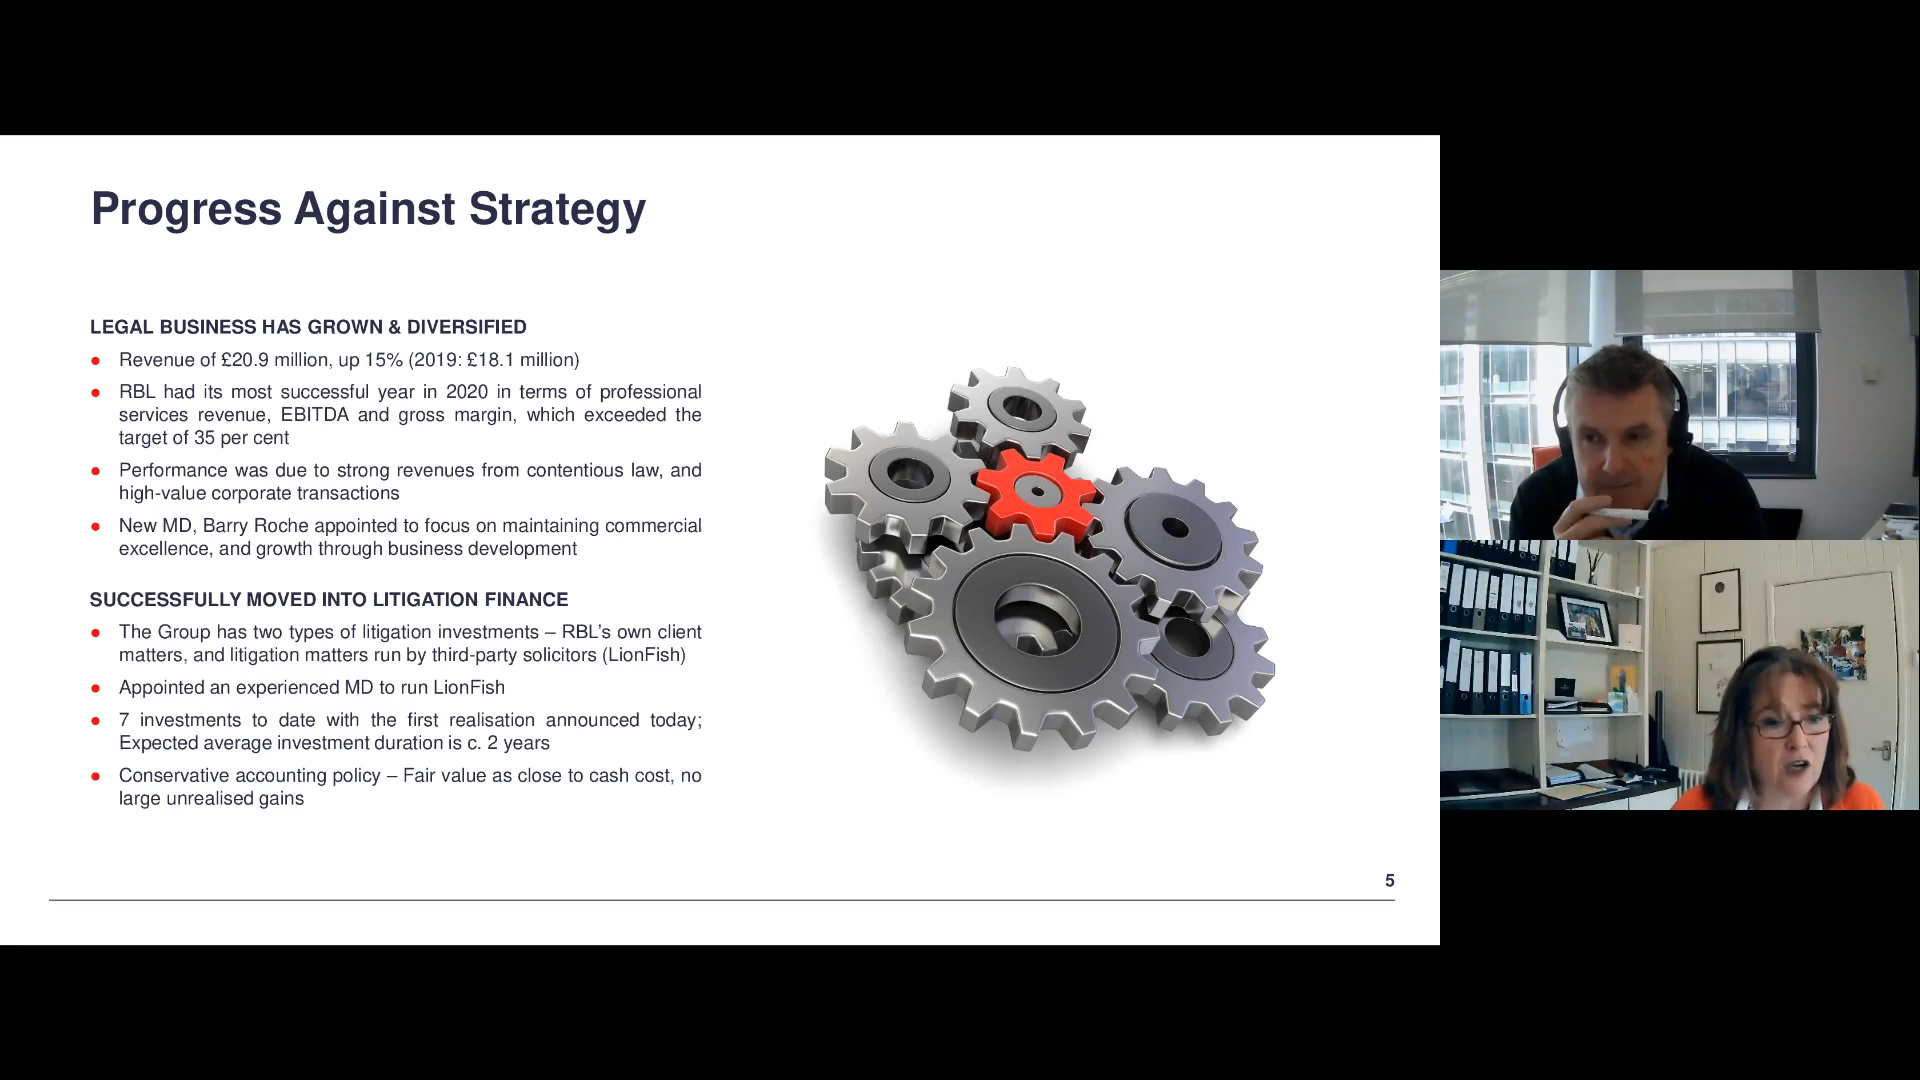 Progress Against Strategy
LEGAL BUSINESS HAS GROWN & DIVERSIFIED
● Revenue of £20.9 million, up 15% (2019: £18.1 million)
● RBL had its most successful year in 2020 in terms of professional
services revenue, EBITDA and gross margin, which exceeded the
target of 35 per cent
● Performance was due to strong revenues from contentious law, and
high-value corporate transactions
● New MD, Barry Roche appointed to focus on maintaining commercial
excellence, and growth through business development
SUCCESSFULLY MOVED INTO LITIGATION FINANCE
● The Group has two types of litigation investments – RBL’s own client
matters, and litigation matters run by third-party solicitors (LionFish)
● Appointed an experienced MD to run LionFish
● 7 investments to date with the first realisation announced today;
Expected average investment duration is c. 2 years
● Conservative accounting policy – Fair value as close to cash cost, no
large unrealised gains
5